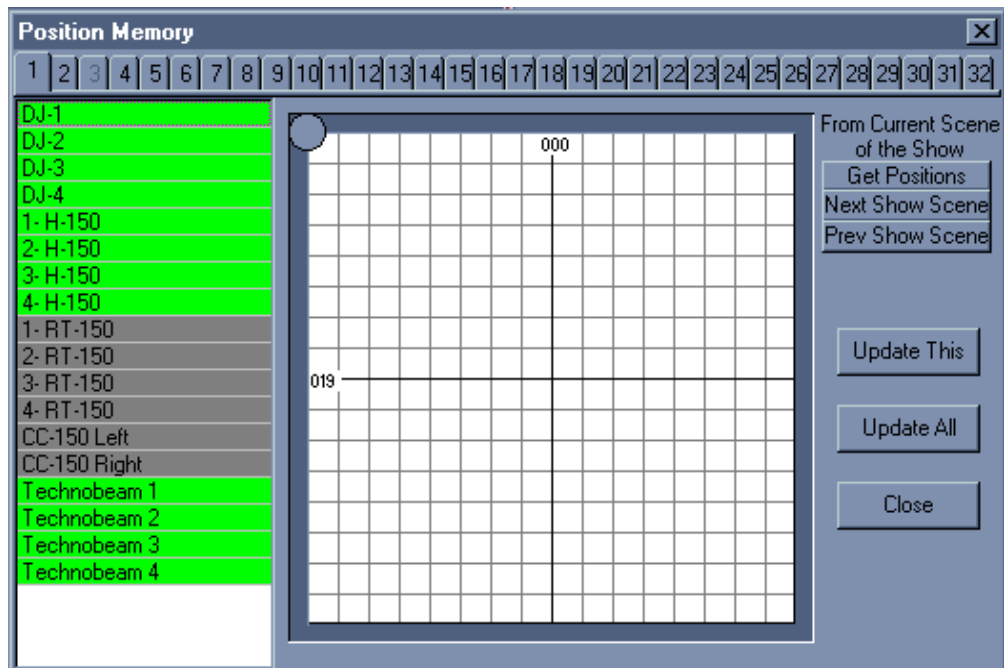 Position Memory
1 2 3 4 5 6 7 8 9 10 11 12 13 14 15 16 17 18 19 20 21 22 23 24 25 26 27 28 29 30 31 32
DJ-1
DJ-2
DJ-3
DJ-4
1- H-150
2- H-150
3- H-150
4- H-150
1- RT-150
2- RT-150
3- RT-150
4- RT-150
CC-150 Left
CC-150 Right
Technobeam 1
Technobeam 2
Technobeam 3
Technobeam 4
000
019
From Current Scene
of the Show
Get Positions
Next Show Scene
Prev Show Scene
Update This
Update All
Close